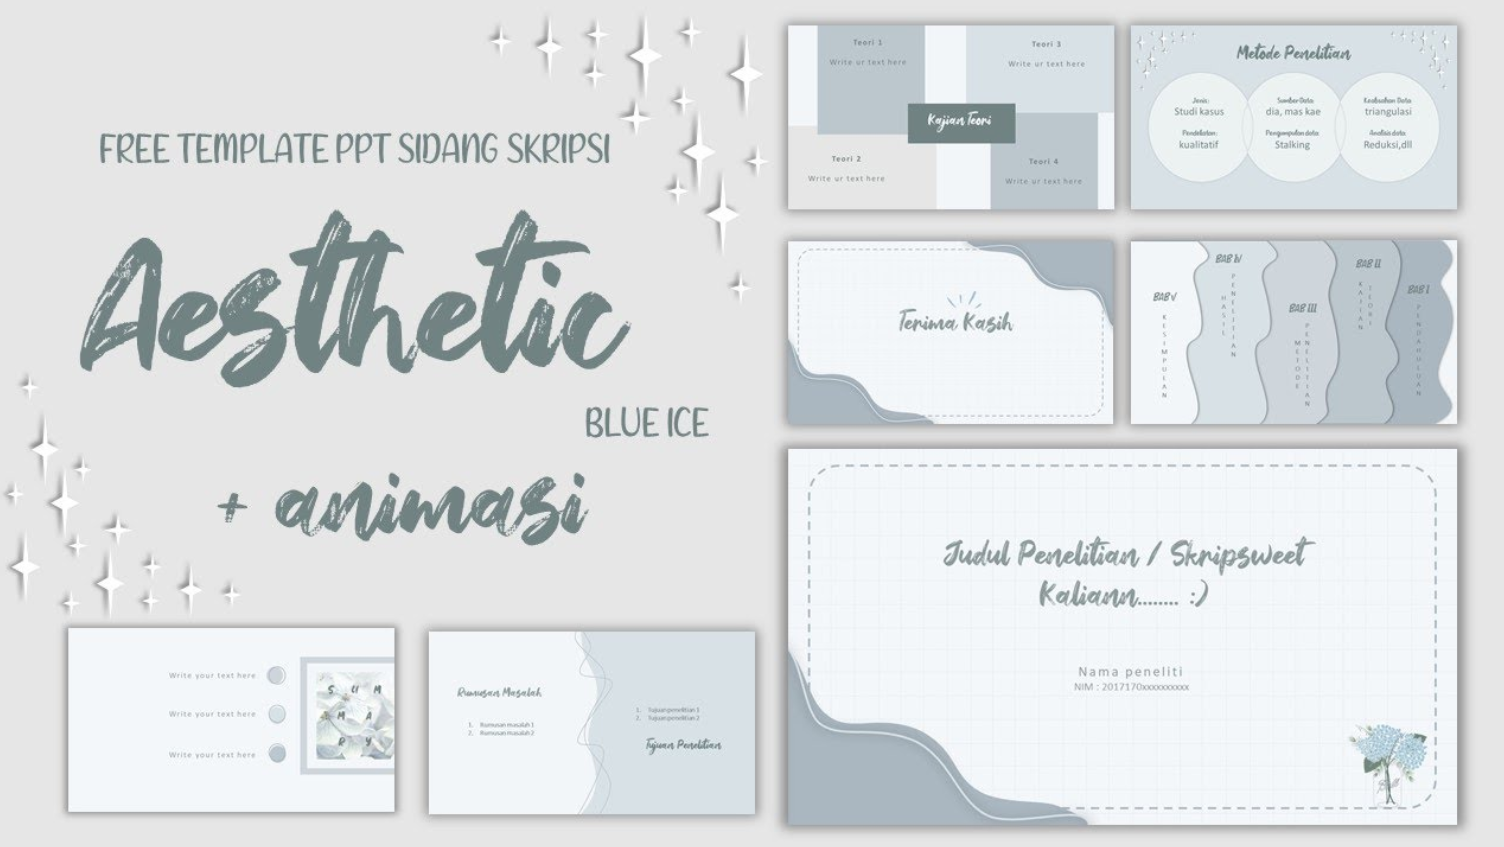 FREE TEMPLATE PPT SIDANG SKRIPSI
Aesthetic
BLUE ICE
+ animasi
Teori 1
Write ur text here
Teori 3
Write ur text here
Kajian Teori
Teori 2
Write ur text here
Teori 4
Write ur text here
Metode Penelitian
Jenis:
Studi kasus
Pendekatan:
kualitatif
Sumber Data:
dia, mas kae
Pengumpulan data:
Stalking
Keabsahan Data:
triangulasi
Analisis data:
Reduksi,dll
Terima Kasih
BAB V
KESIMPULAN
BAB IV
HASIL
PENELITIAN
BAB III
METODE
PENELITIAN
BAB II
KAJIAN
TEORI
BAB I
PENDAHULUAN
Judul Penelitian / Skripsweet
Kaliann........ :)
Nama peneliti
NIM : 2017170xxxxxxxxxx
Write your text here
Write your text here
Write your text here
SUM
MA
RY
Rumusan Masalah
1. Rumusan masalah 1
2. Rumusan masalah 2
1. Tujuan penelitian 1
2. Tujuan penelitian 2
Tujuan Penelitian